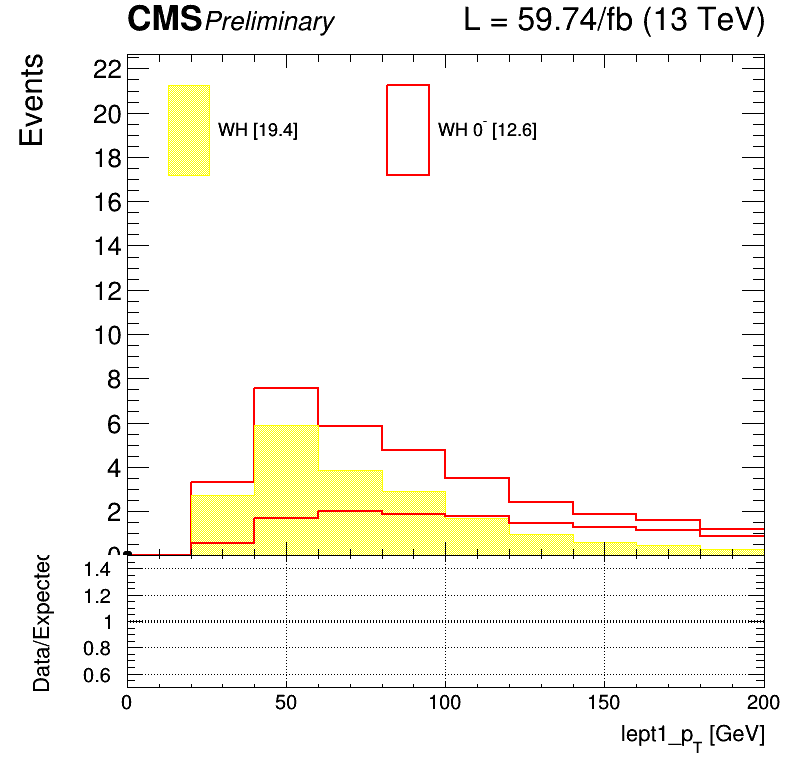 CMS Preliminary L = 59.74/fb (13 TeV)
Events
22
20
18
16
14
12
10
8
6
4
2
0
WH [19.4]
WH 0⁻ [12.6]
Data/Expected
1.4
1.2
1
0.8
0.6
0 50 100 150 200
lept1_p_T [GeV]